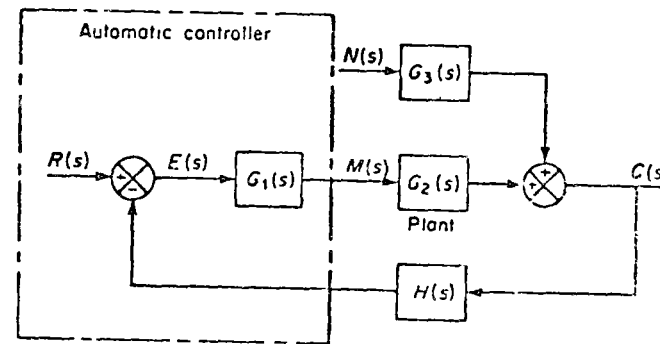 Automatic controller
N(s)
G3(s)
R(s)
+
−
E(s)
G1(s)
M(s)
G2(s)
Plant
+
+
C(s
H(s)